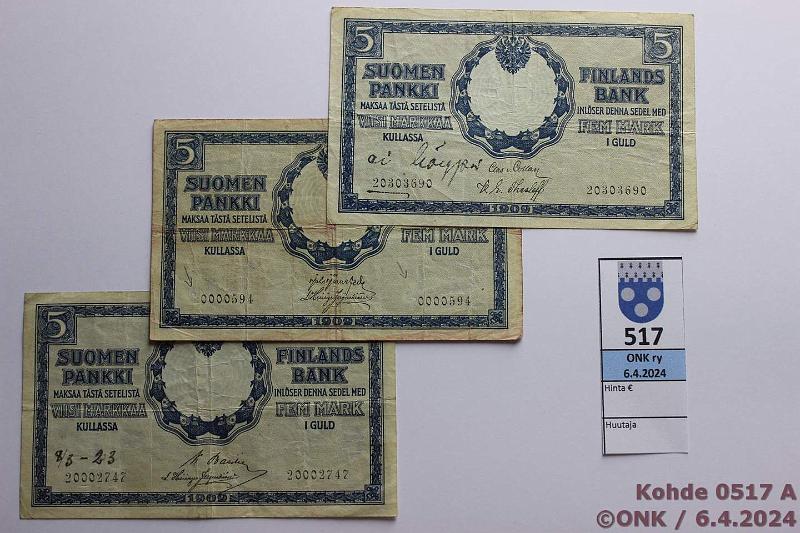 5 5
SUOMEN PANKKI
MAKSAA TÄSTÄ SETELISTÄ
VIISI MARKKAA
KULLASSA
FINLANDS BANK
INLÖSER DENNA SEDEL MED
FEM MARK
I GULD
20303690 20303690
1909
5
SUOMEN PANKKI
MAKSAA TÄSTÄ SETELISTÄ
VIISI MARKKAA
KULLASSA
FEM MARK
I GULD
0000594 0000594
1909
5
SUOMEN PANKKI
MAKSAA TÄSTÄ SETELISTÄ
VIISI MARKKAA
KULLASSA
FINLANDS BANK
INLÖSER DENNA SEDEL MED
FEM MARK
I GULD
8/5-23
20002747 20002747
1909
517
ONK ry
6.4.2024
Hinta €
Huutaja
Kohde 0517 A
©ONK / 6.4.2024